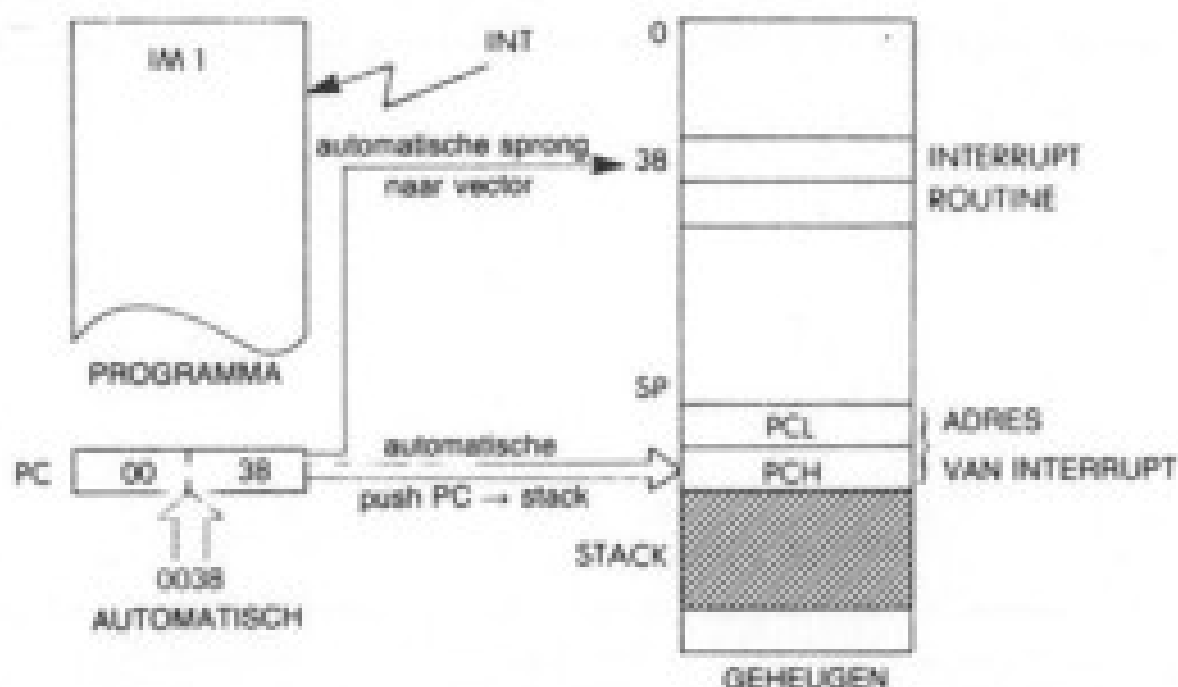 IM 1
INT
0
automatische sprong
naar vector
38
INTERRUPT
ROUTINE
PROGRAMMA
SP
PCL
ADRES
PC
00
38
automatische
push PC → stack
PCH
VAN INTERRUPT
STACK
0038
AUTOMATISCH
GEHEUGEN